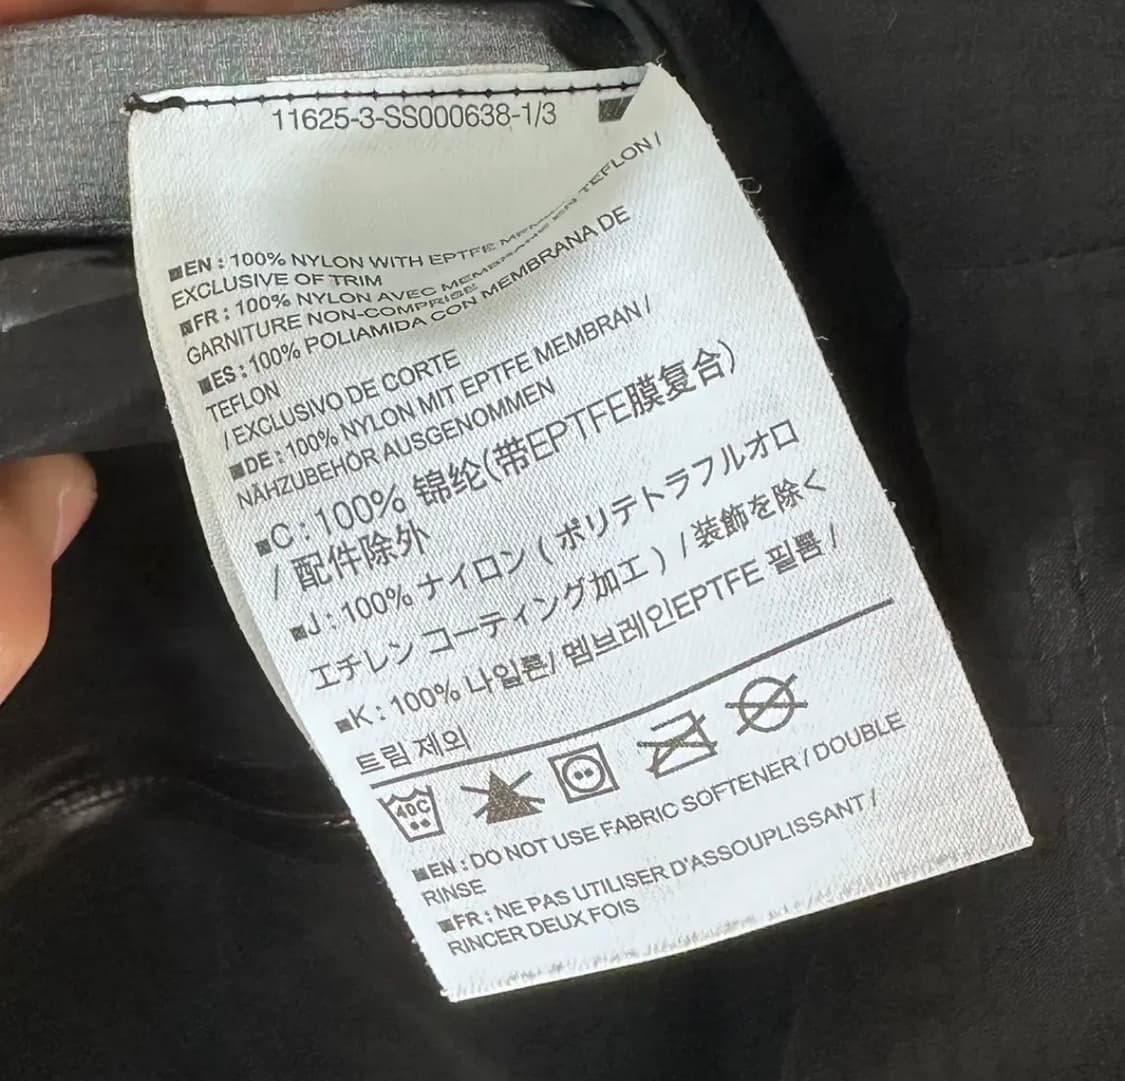 11625-3-SS000638-1/3
EN : 100% NYLON WITH EPTFE MEMBRANE EN TEFLON /
EXCLUSIVE OF TRIM
FR : 100% NYLON AVEC MEMBRANE
GARNITURE NON-COMPRISE
ES : 100% POLIAMIDA CON MEMBRANA DE
TEFLON
/ EXCLUSIVO DE CORTE
DE : 100% NYLON MIT EPTFE MEMBRAN /
NÄHZUBEHÖR AUSGENOMMEN
C : 100% 锦纶(带EPTFE膜复合)
/ 配件除外
J : 100% ナイロン ( ポリテトラフルオロ
エチレン コーティング加工 ) / 装飾を除く
K : 100% 나일론/ 멤브레인EPTFE 필름 /
트림 제외
40C
EN : DO NOT USE FABRIC SOFTENER / DOUBLE
RINSE
FR : NE PAS UTILISER D'ASSOUPLISSANT /
RINCER DEUX FOIS